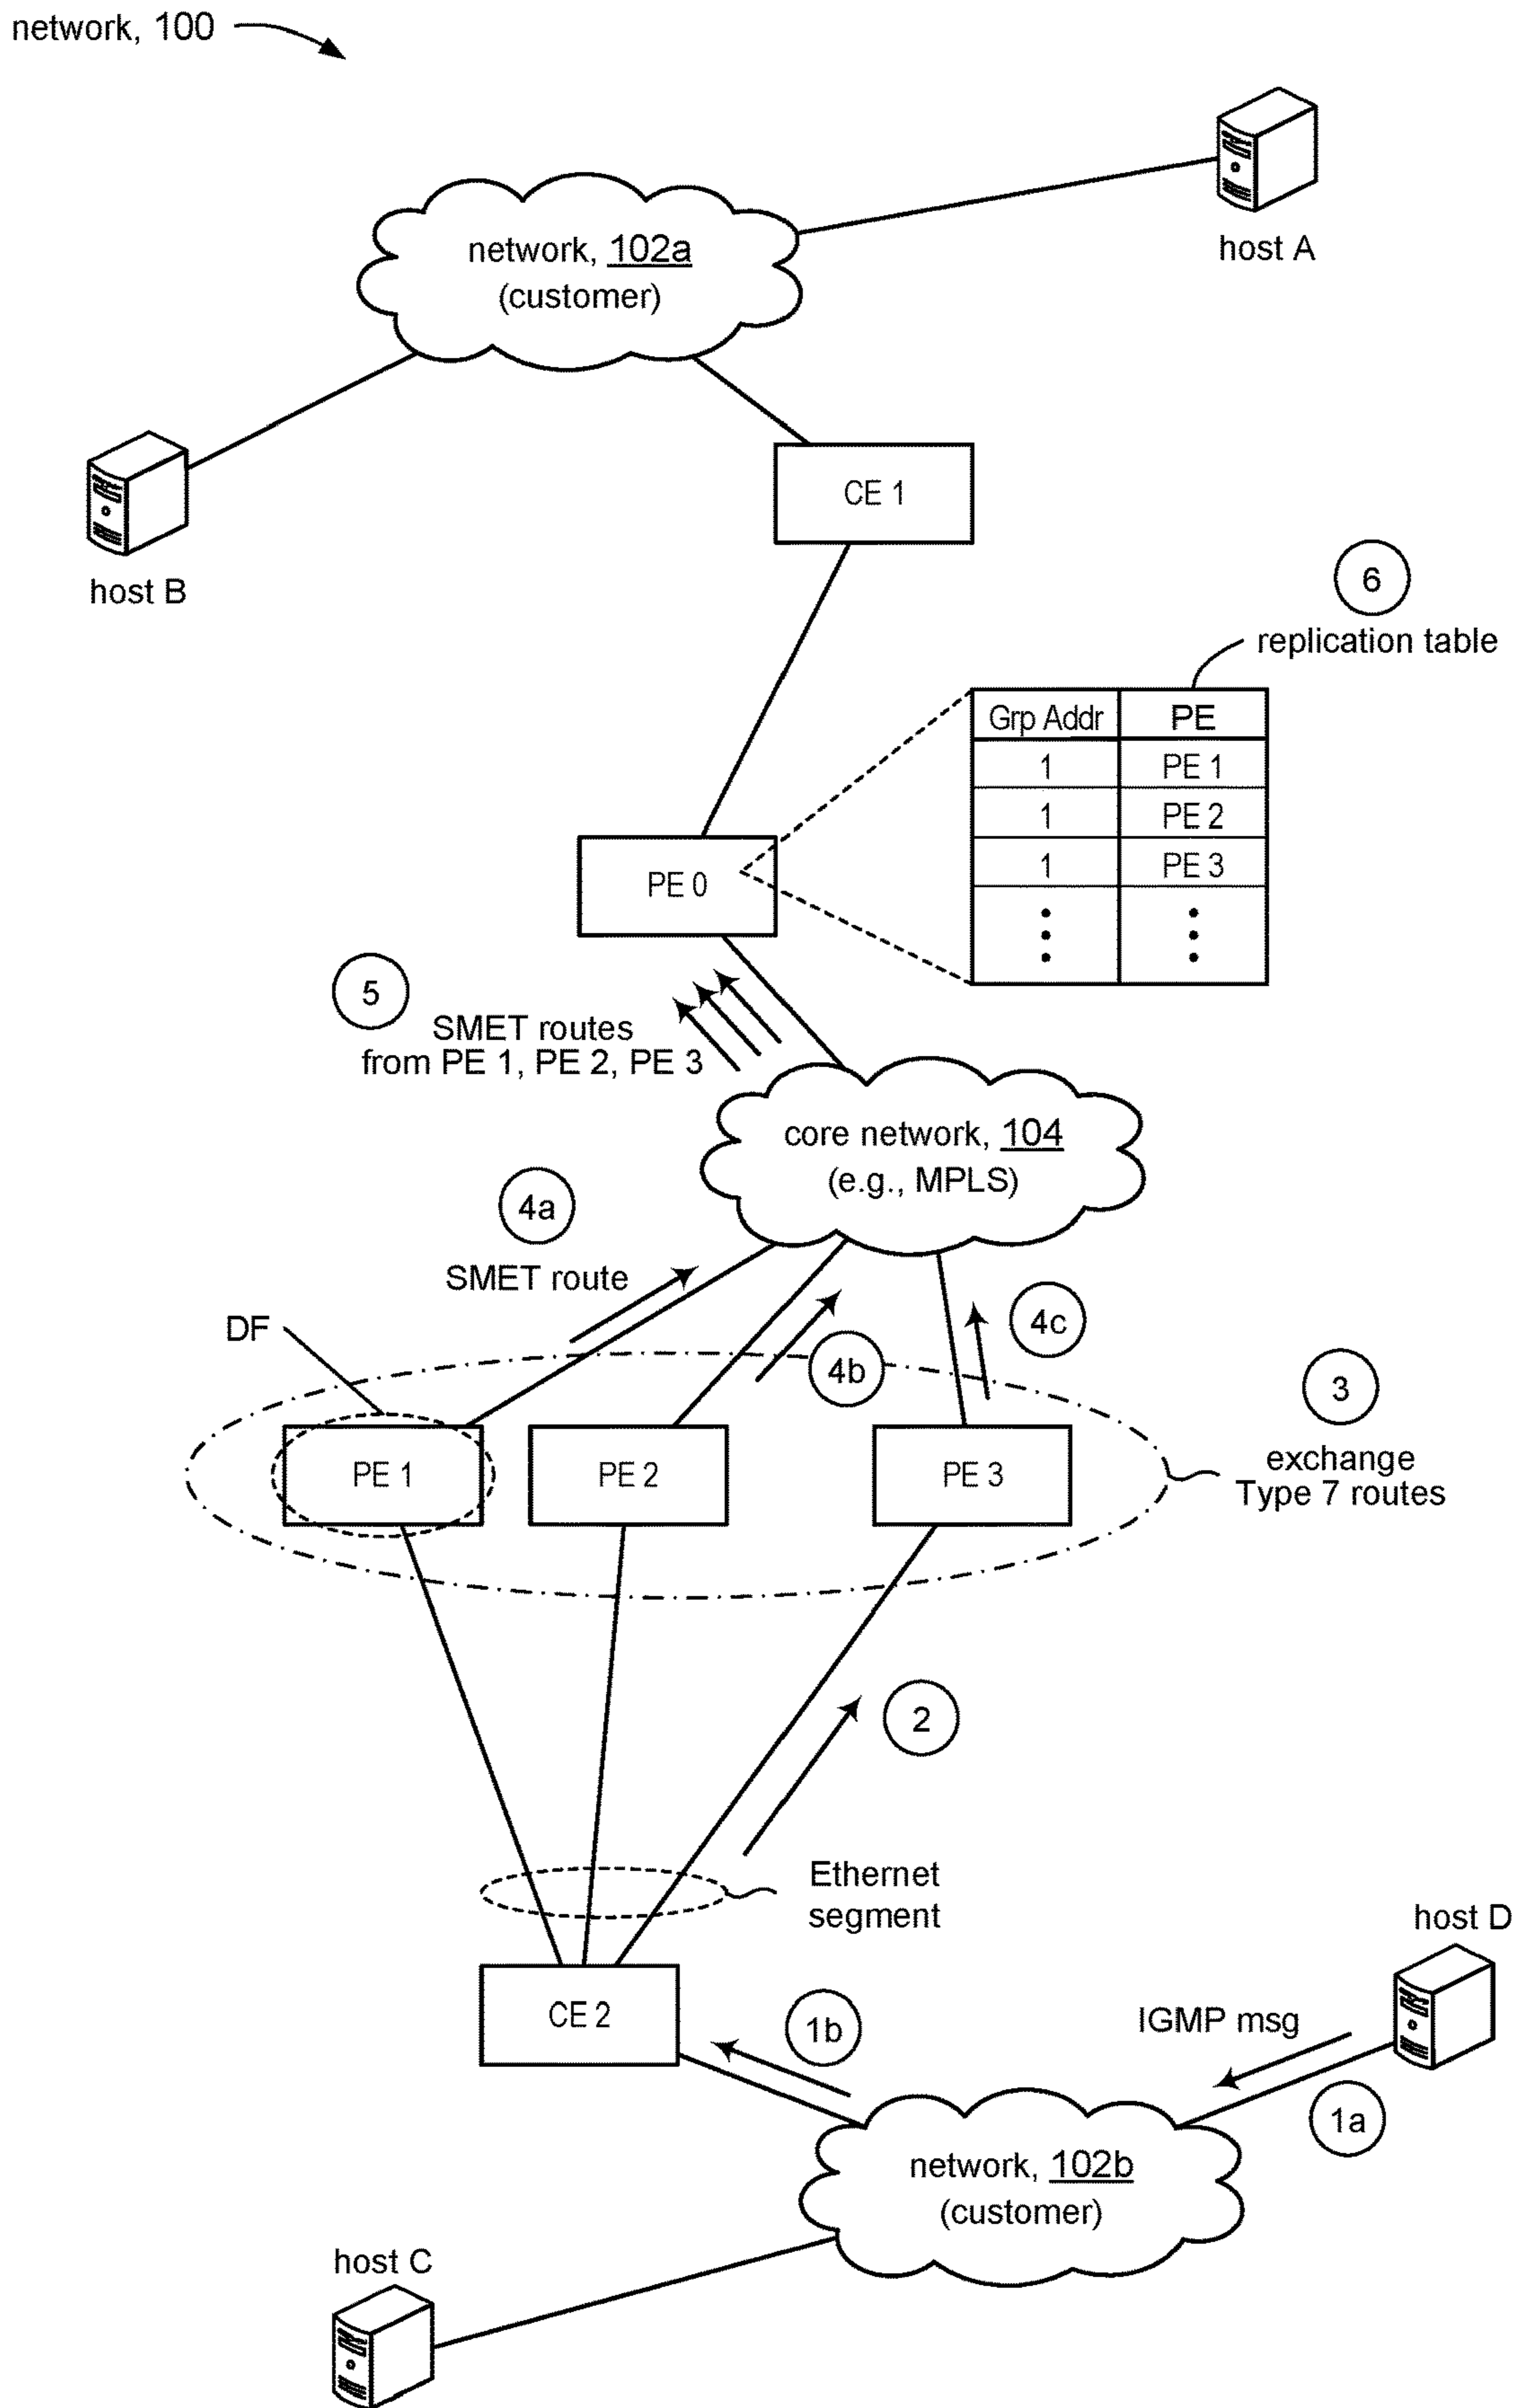 network, 100
host A
network, 102a
(customer)
host B
CE 1
6
replication table
Grp Addr PE
1 PE 1
1 PE 2
1 PE 3
PE 0
5
SMET routes
from PE 1, PE 2, PE 3
core network, 104
(e.g., MPLS)
4a
SMET route
4b
4c
DF
3
exchange
Type 7 routes
PE 1
PE 2
PE 3
2
Ethernet
segment
CE 2
1b
host D
IGMP msg
1a
network, 102b
(customer)
host C